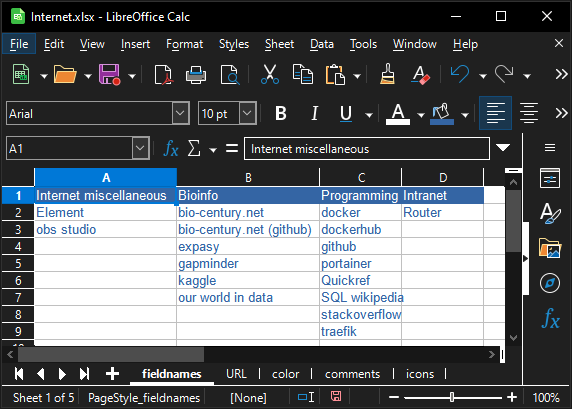 Internet.xlsx - LibreOffice Calc
File Edit View Insert Format Styles Sheet Data Tools Window Help
Arial 10 pt B I U A
A1 fx Σ = Internet miscellaneous
A B C D
1 Internet miscellaneous Bioinfo Programming Intranet
2 Element bio-century.net docker Router
3 obs studio bio-century.net (github) dockerhub
4 expasy github
5 gapminder portainer
6 kaggle Quickref
7 our world in data SQL wikipedia
8 stackoverflow
9 traefik
fieldnames URL color comments icons
Sheet 1 of 5 PageStyle_fieldnames [None] 100%